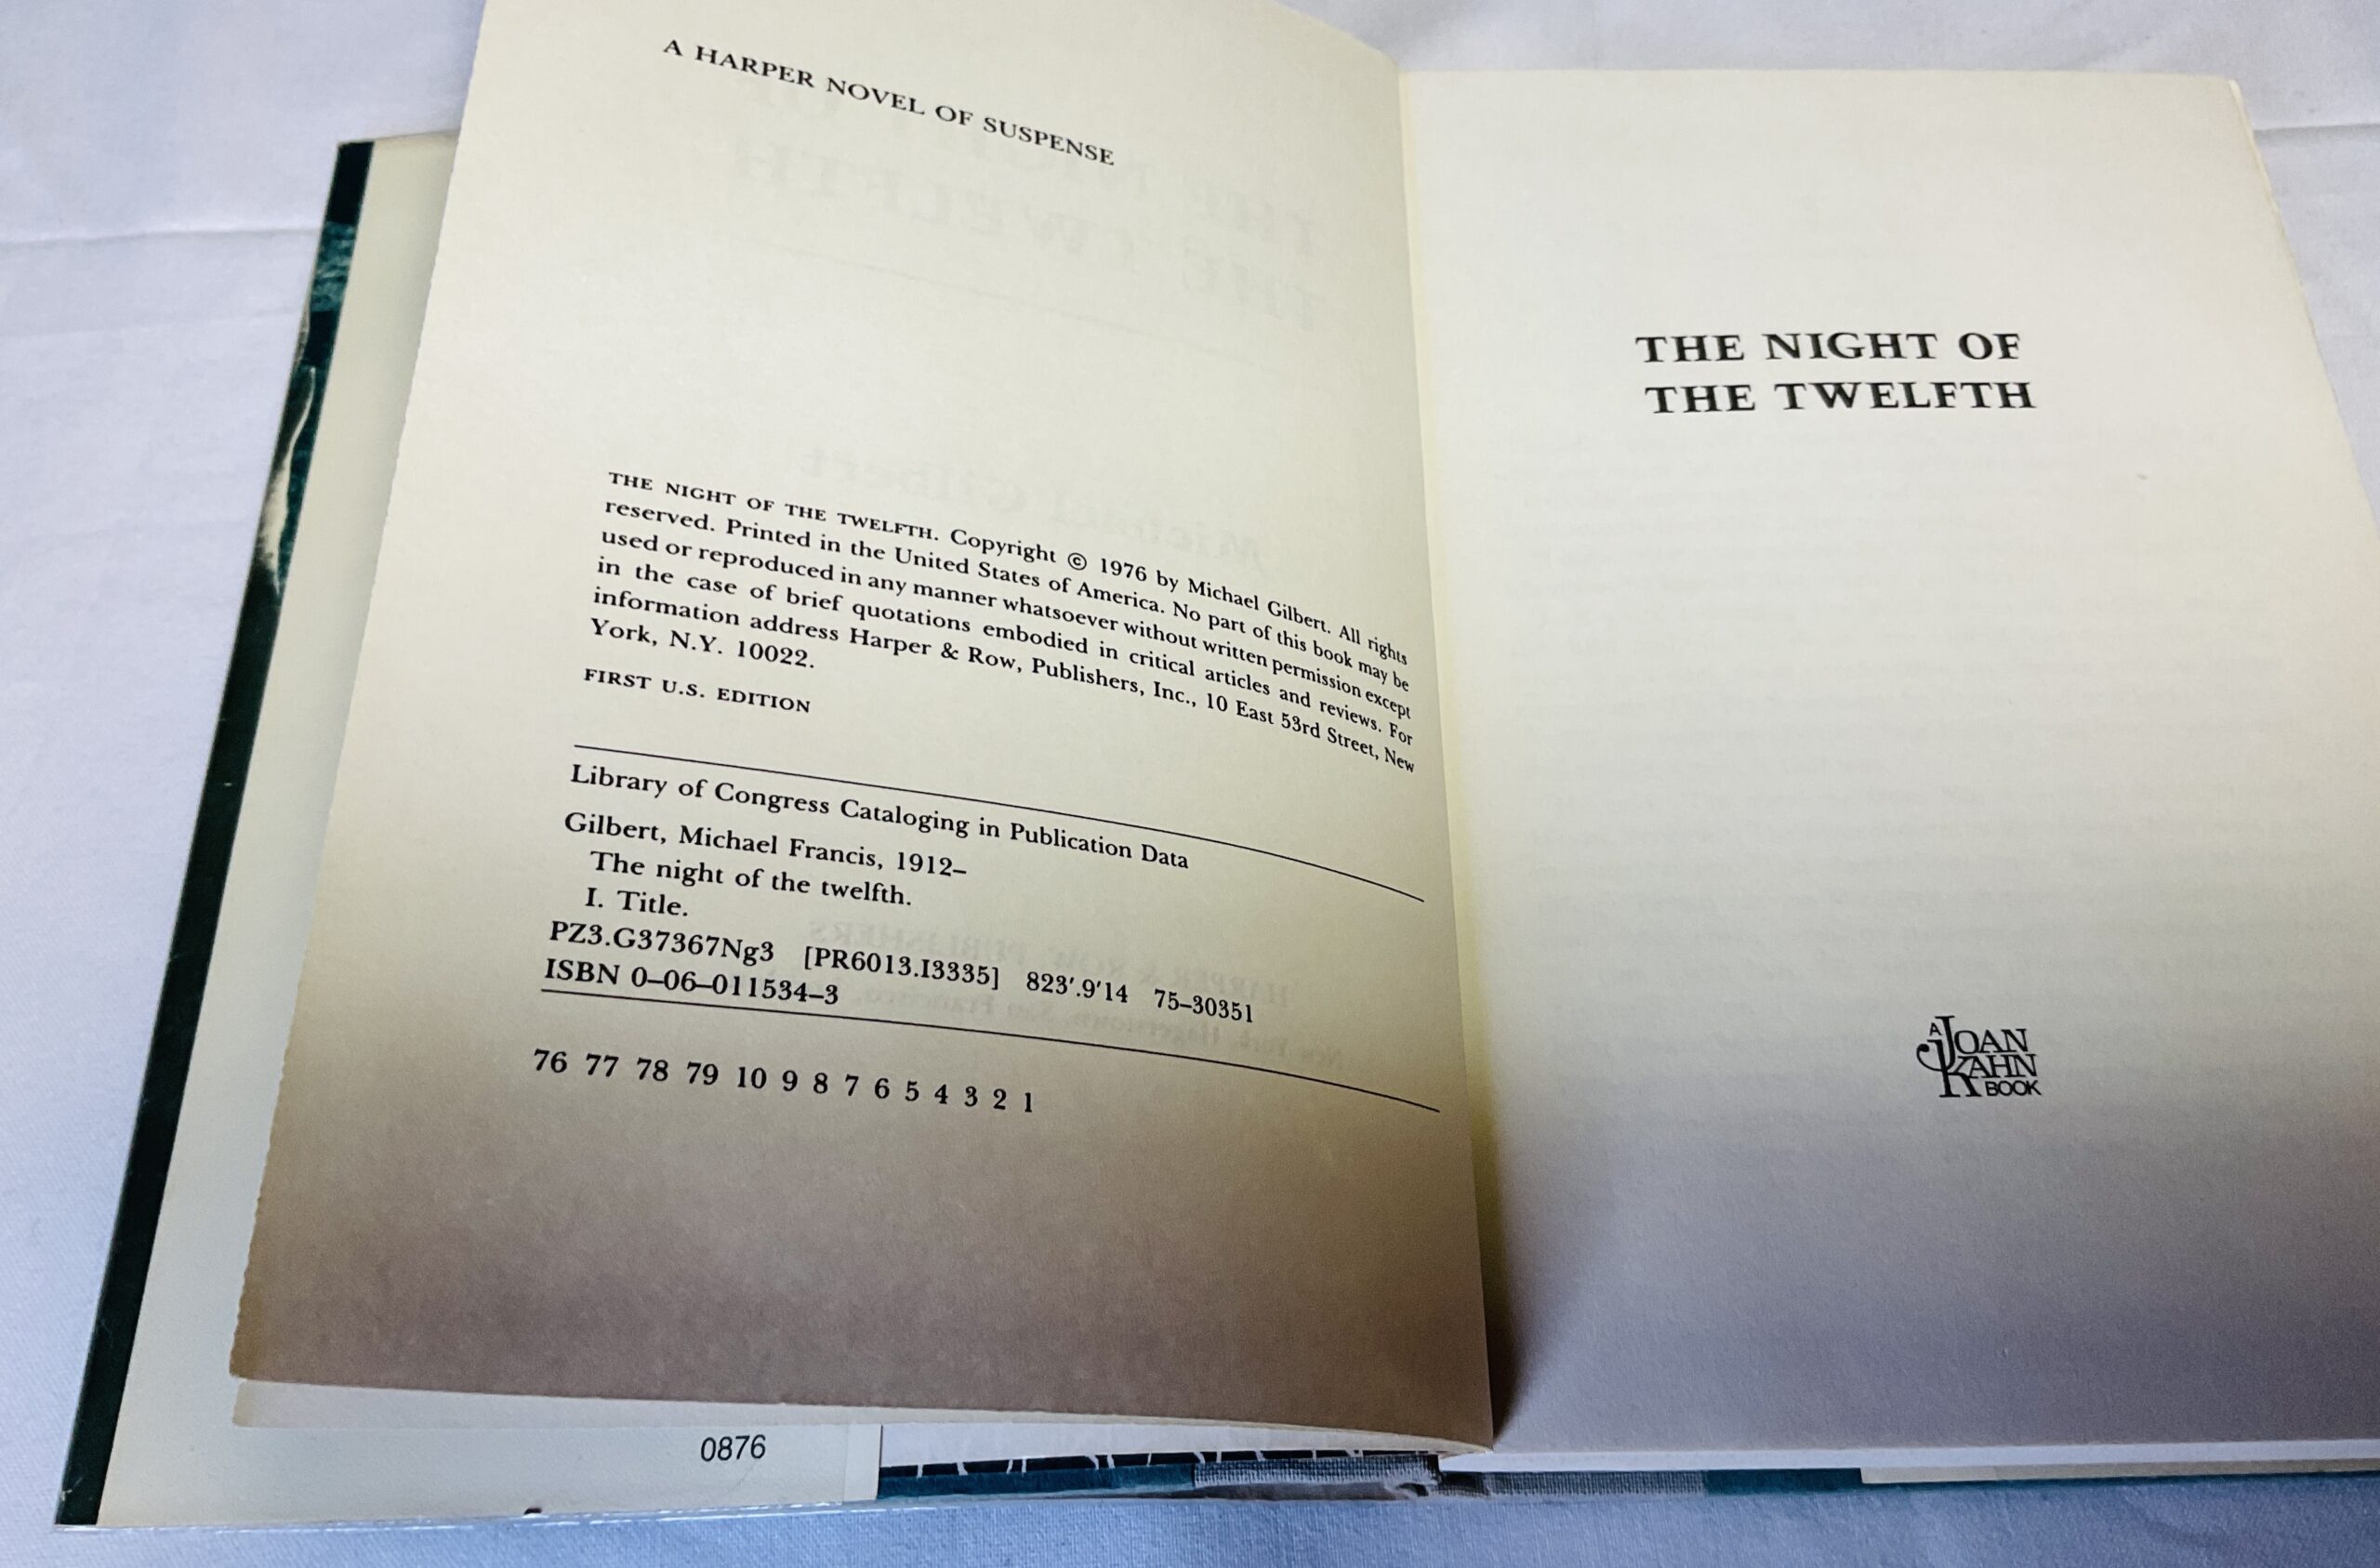 A HARPER NOVEL OF SUSPENSE
THE NIGHT OF THE TWELFTH. Copyright © 1976 by Michael Gilbert. All rights
reserved. Printed in the United States of America. No part of this book may be
used or reproduced in any manner whatsoever without written permission except
in the case of brief quotations embodied in critical articles and reviews. For
information address Harper & Row, Publishers, Inc., 10 East 53rd Street, New
York, N.Y. 10022.
FIRST U.S. EDITION
Library of Congress Cataloging in Publication Data
Gilbert, Michael Francis, 1912–
The night of the twelfth.
I. Title.
PZ3.G37367Ng3 [PR6013.I3335] 823'.9'14 75–30351
ISBN 0–06–011534–3
76 77 78 79 10 9 8 7 6 5 4 3 2 1
0876
THE NIGHT OF
THE TWELFTH
A
JOAN
KAHN
BOOK